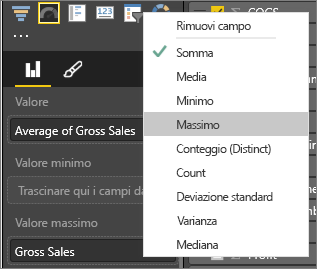 COGS
Rimuovi campo
Somma
Media
Minimo
Massimo
Conteggio (Distinct)
Count
Deviazione standard
Varianza
Mediana
...
Valore
Average of Gross Sales
Valore minimo
Trascinare qui i campi da
Valore massimo
Gross Sales